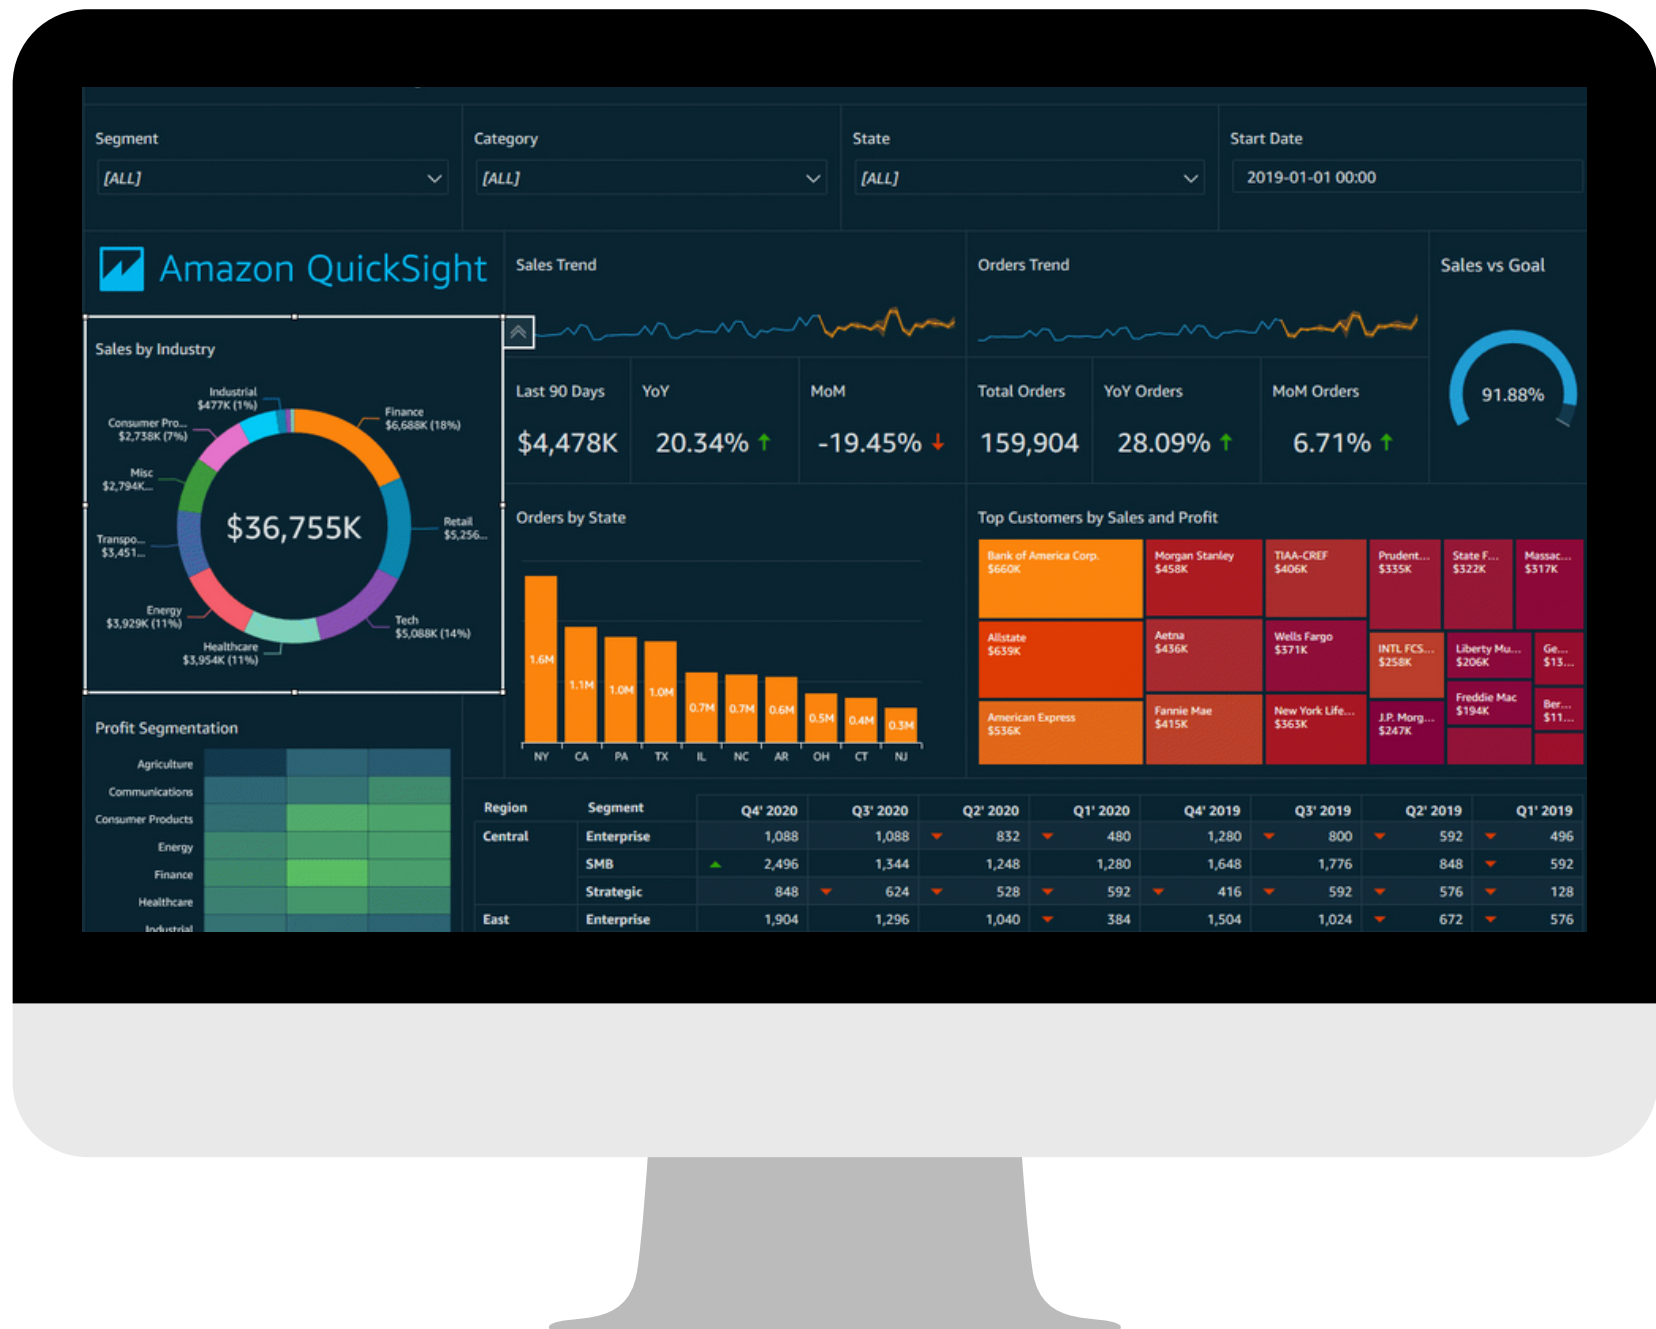 Segment
[ALL]
Category
[ALL]
State
[ALL]
Start Date
2019-01-01 00:00
Amazon QuickSight
Sales by Industry
Industrial
$477K (1%)
Consumer Pro...
$2,738K (7%)
Misc
$2,794K...
Transpo...
$3,451...
Energy
$3,929K (11%)
Healthcare
$3,954K (11%)
Tech
$5,088K (14%)
Retail
$5,256...
Finance
$6,688K (18%)
$36,755K
Sales Trend
Last 90 Days
$4,478K
YoY
20.34%
MoM
-19.45%
Orders Trend
Total Orders
159,904
YoY Orders
28.09%
MoM Orders
6.71%
Sales vs Goal
91.88%
Orders by State
1.6M
1.1M
1.0M
1.0M
0.7M
0.7M
0.6M
0.5M
0.4M
0.3M
NY CA PA TX IL NC AR OH CT NJ
Top Customers by Sales and Profit
Bank of America Corp.
$660K
Allstate
$639K
American Express
$536K
Morgan Stanley
$458K
Aetna
$436K
Fannie Mae
$415K
TIAA-CREF
$406K
Wells Fargo
$371K
New York Life...
$363K
Prudent...
$335K
State F...
$322K
Massac...
$317K
INTL FCS...
$258K
J.P. Morg...
$247K
Liberty Mu...
$206K
Freddie Mac
$194K
Ge...
$13...
Ber...
$11...
Profit Segmentation
Agriculture
Communications
Consumer Products
Energy
Finance
Healthcare
Industrial
Region Segment Q4' 2020 Q3' 2020 Q2' 2020 Q1' 2020 Q4' 2019 Q3' 2019 Q2' 2019 Q1' 2019
Central Enterprise 1,088 1,088 832 480 1,280 800 592 496
SMB 2,496 1,344 1,248 1,280 1,648 1,776 848 592
Strategic 848 624 528 592 416 592 576 128
East Enterprise 1,904 1,296 1,040 384 1,504 1,024 672 576